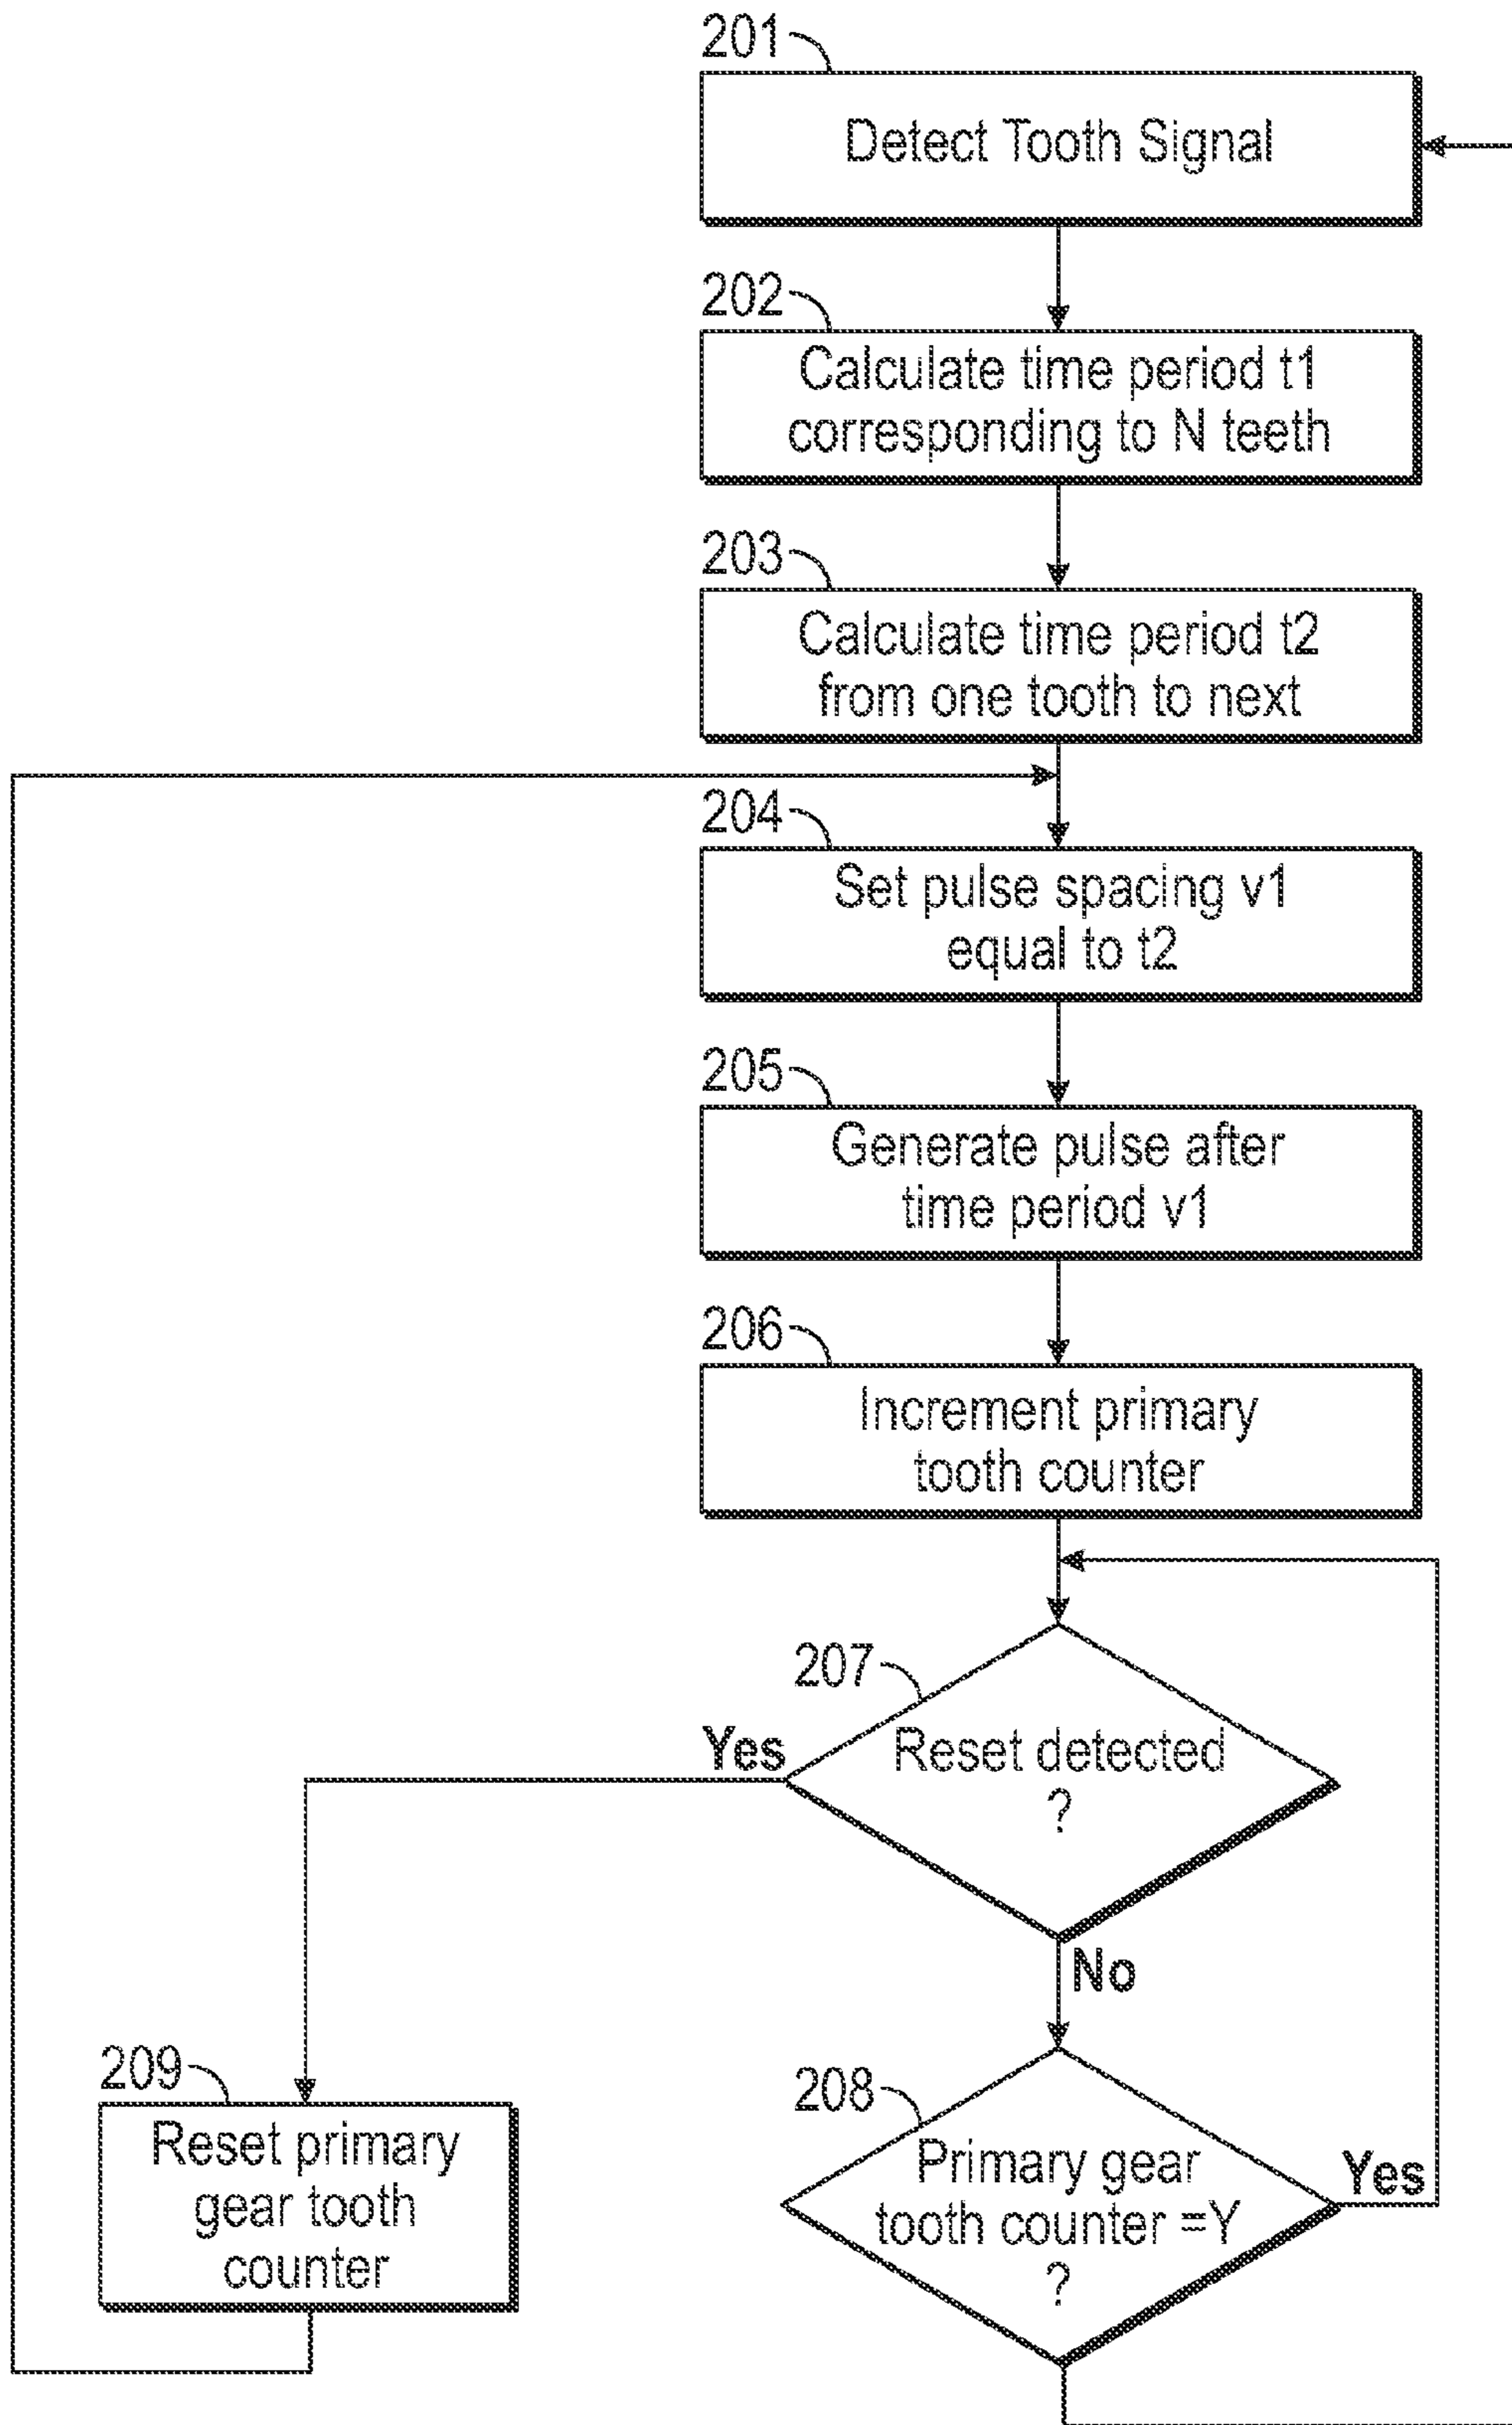 201
Detect Tooth Signal
202
Calculate time period t1
corresponding to N teeth
203
Calculate time period t2
from one tooth to next
204
Set pulse spacing v1
equal to t2
205
Generate pulse after
time period v1
206
Increment primary
tooth counter
207
Yes
Reset detected
?
No
209
Reset primary
gear tooth
counter
208
Primary gear
tooth counter =Y
?
Yes